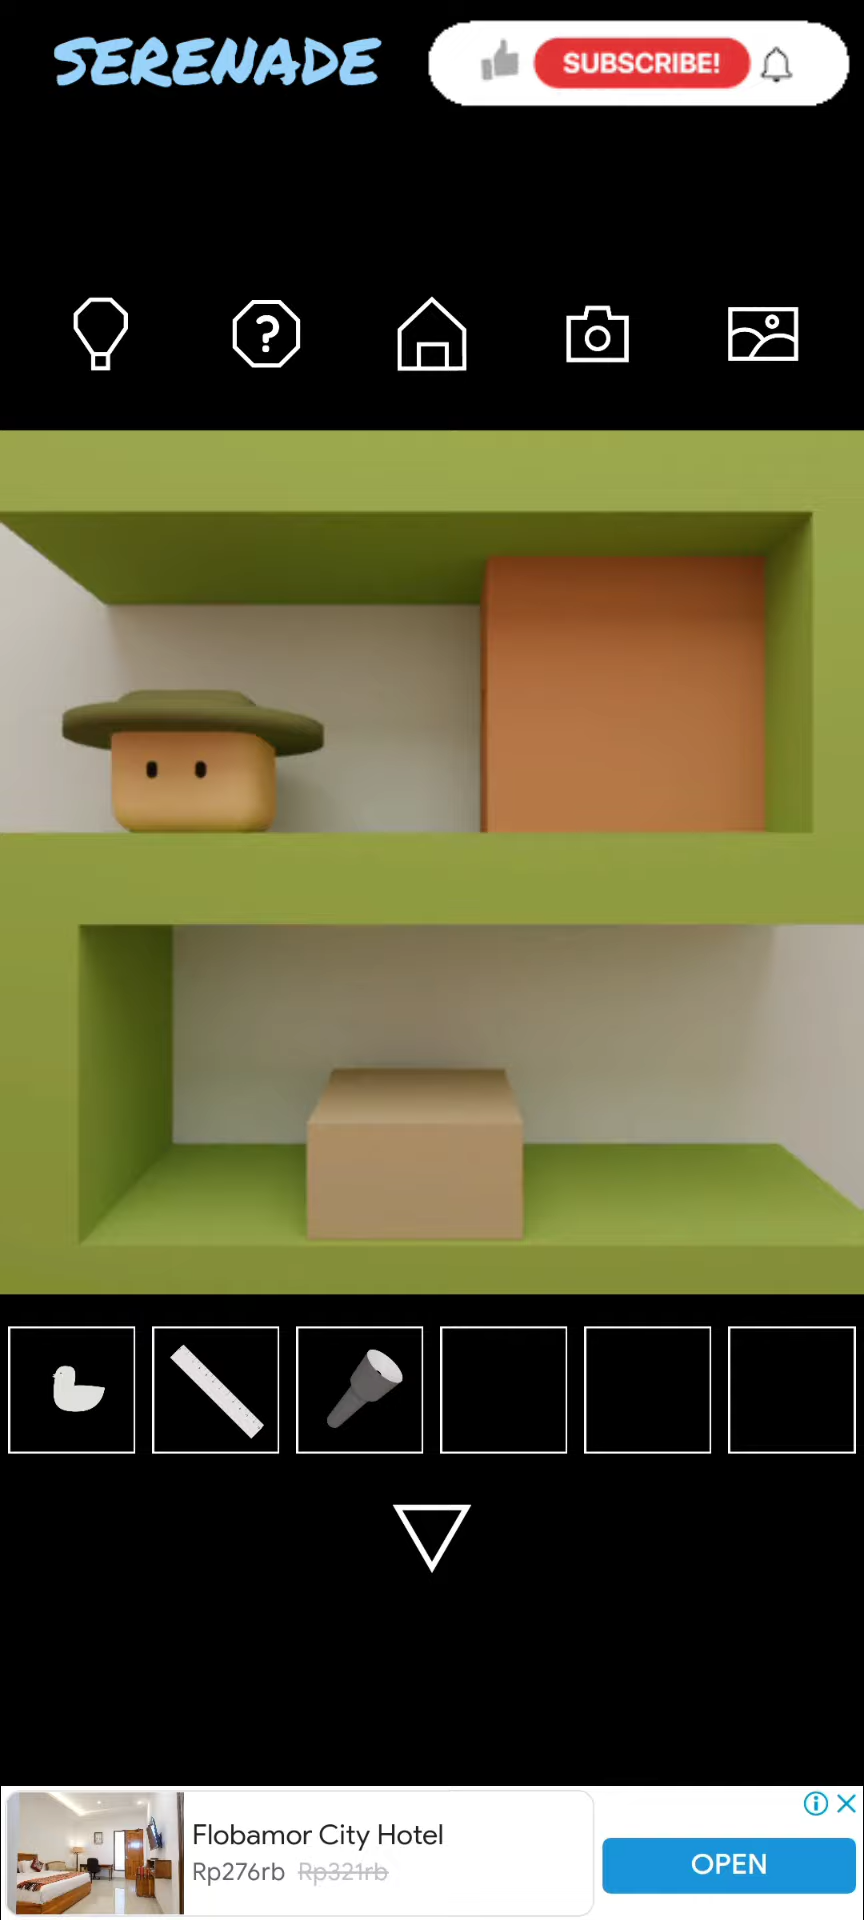 SERENADE
SUBSCRIBE!
?
Flobamor City Hotel
Rp276rb Rp321rb
OPEN